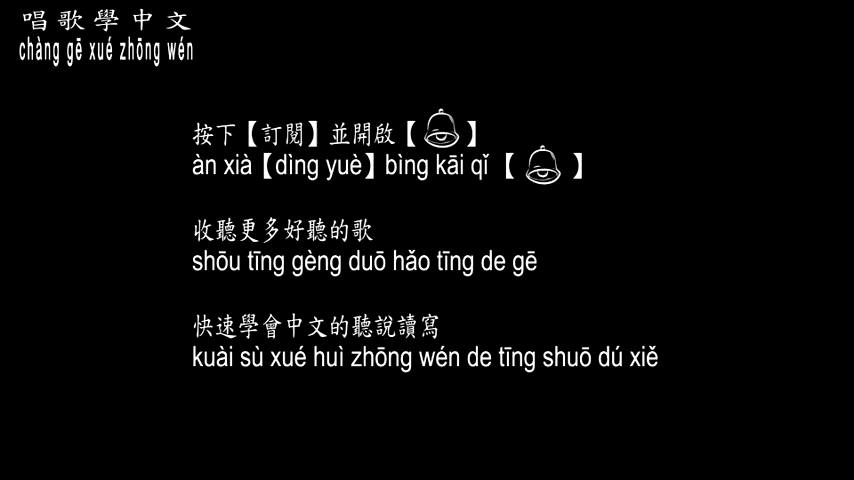 唱歌學中文
chàng gē xué zhōng wén
按下【訂閱】並開啟【】
àn xià【dìng yuè】bìng kāi qǐ 【】
收聽更多好聽的歌
shōu tīng gèng duō hǎo tīng de gē
快速學會中文的聽說讀寫
kuài sù xué huì zhōng wén de tīng shuō dú xiě